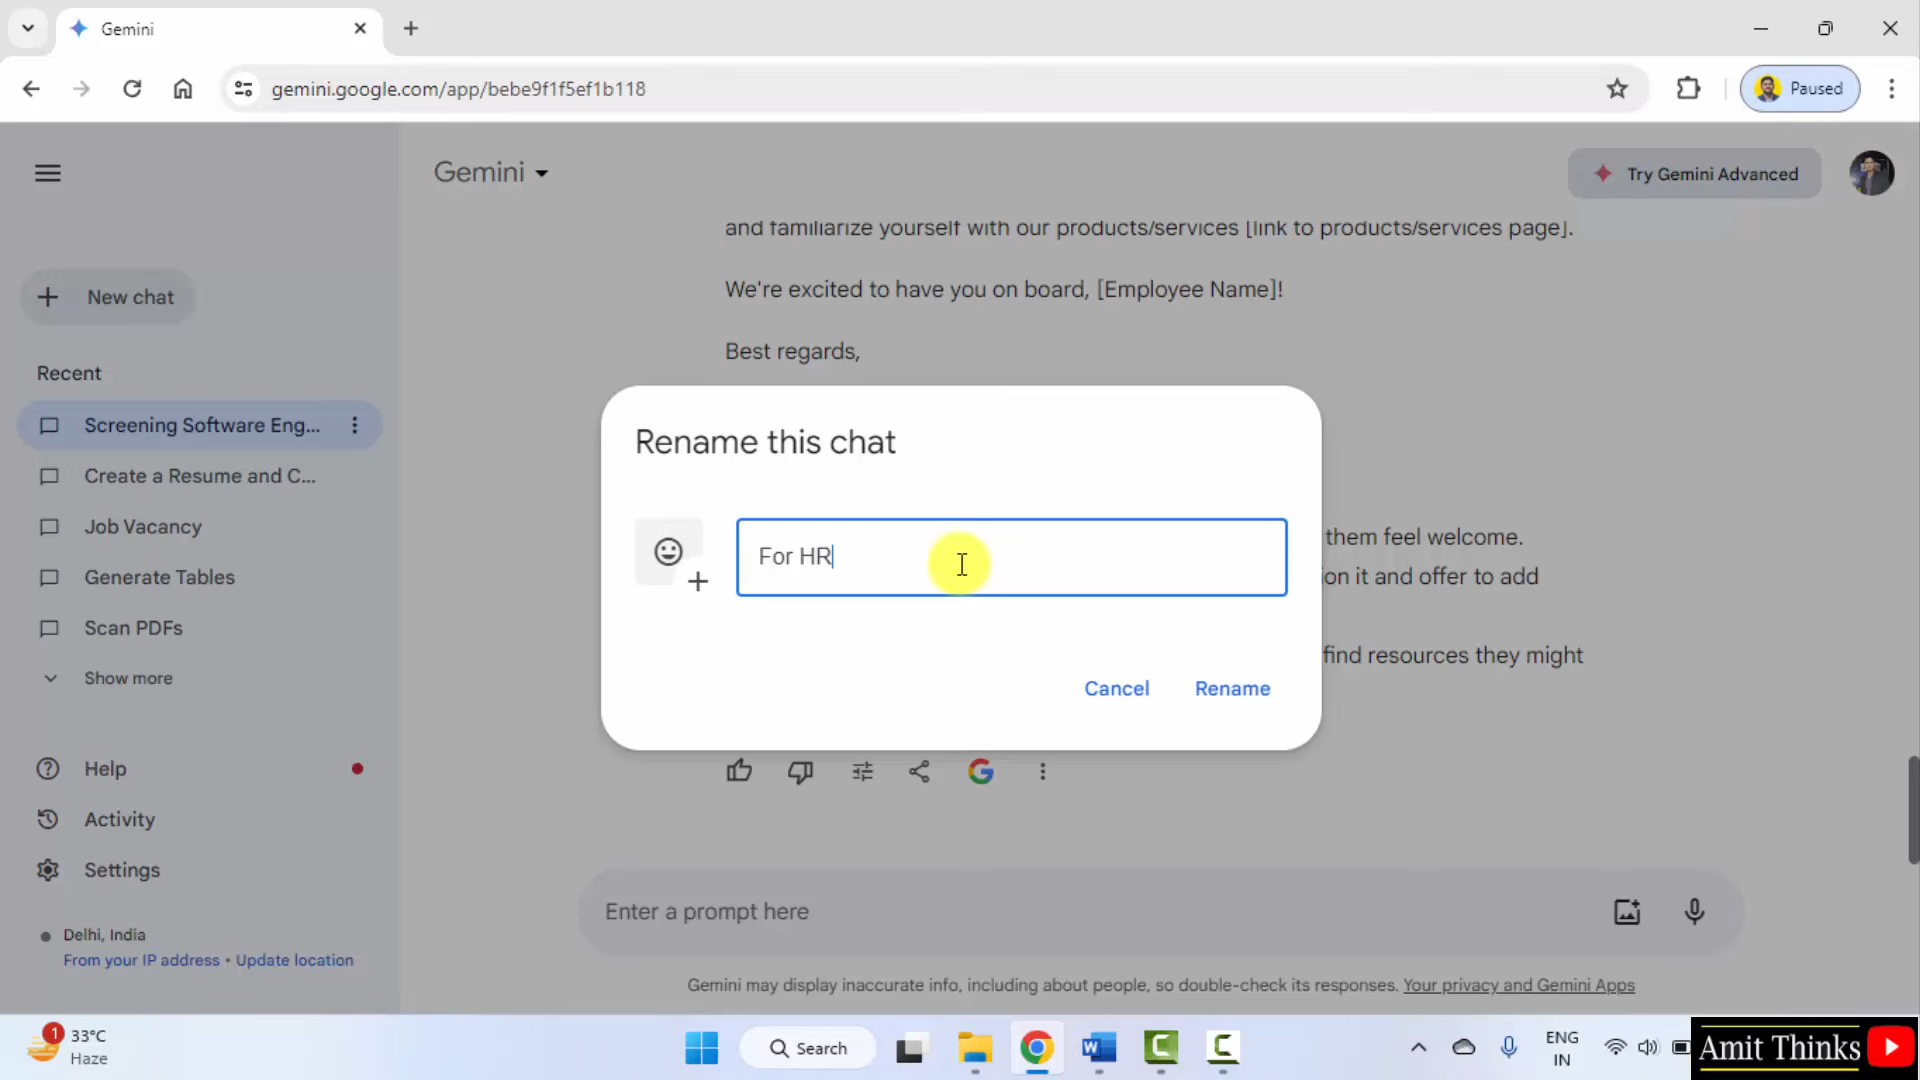 Gemini
gemini.google.com/app/bebe9f1f5ef1b118
Paused
Gemini
Try Gemini Advanced
New chat
Recent
Screening Software Eng...
Create a Resume and C...
Job Vacancy
Generate Tables
Scan PDFs
Show more
Help
Activity
Settings
Delhi, India
From your IP address • Update location
and familiarize yourself with our products/services [link to products/services page].
We're excited to have you on board, [Employee Name]!
Best regards,
Rename this chat
For HR
Cancel
Rename
them feel welcome.
ion it and offer to add
find resources they might
Enter a prompt here
Gemini may display inaccurate info, including about people, so double-check its responses. Your privacy and Gemini Apps
1
33°C
Haze
Search
ENG
IN
Amit Thinks